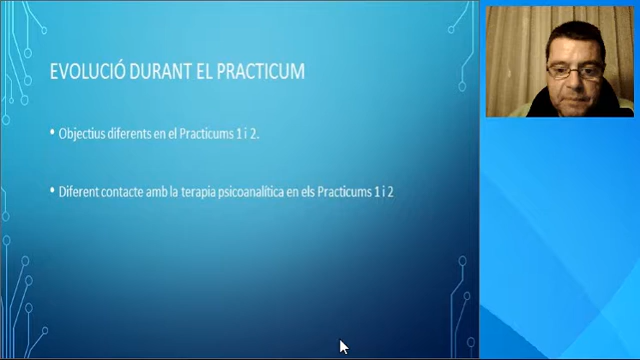 EVOLUCIÓ DURANT EL PRACTICUM
• Objectius diferents en el Practicums 1 i 2.
• Diferent contacte amb la terapia psicoanalítica en els Practicums 1 i 2